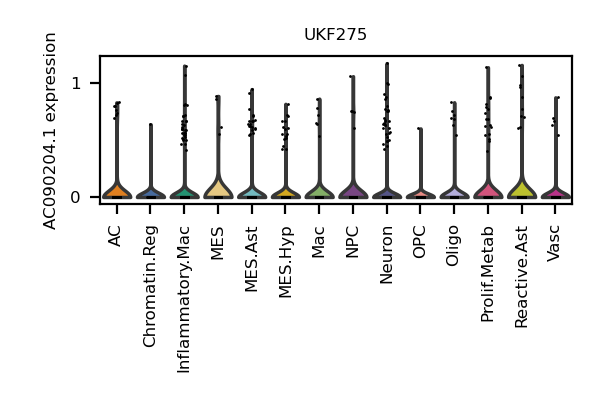 UKF275
AC090204.1 expression
1
0
AC
Chromatin.Reg
Inflammatory.Mac
MES
MES.Ast
MES.Hyp
Mac
NPC
Neuron
OPC
Oligo
Prolif.Metab
Reactive.Ast
Vasc